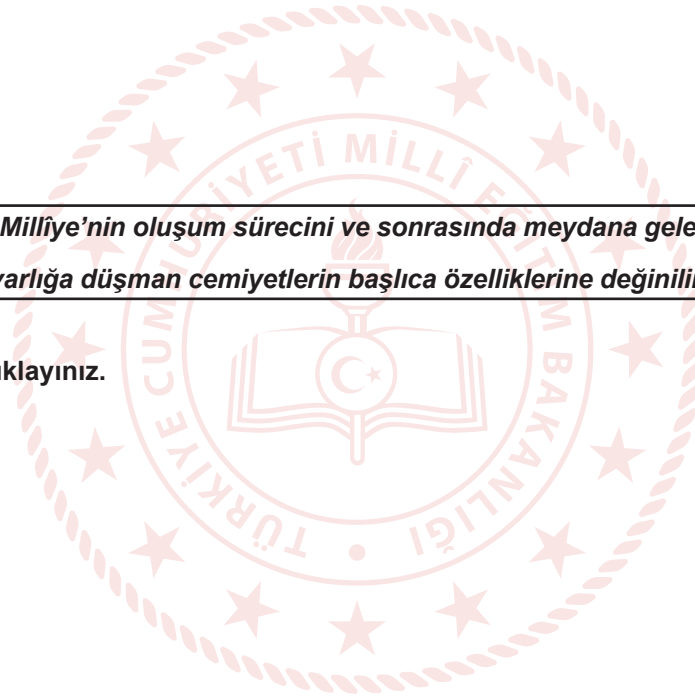 Millîye’nin oluşum sürecini ve sonrasında meydana gele
varlığa düşman cemiyetlerin başlıca özelliklerine değinili
klayınız.
TÜRKİYE CUMHURİYETİ MİLLÎ EĞİTİM BAKANLIĞI